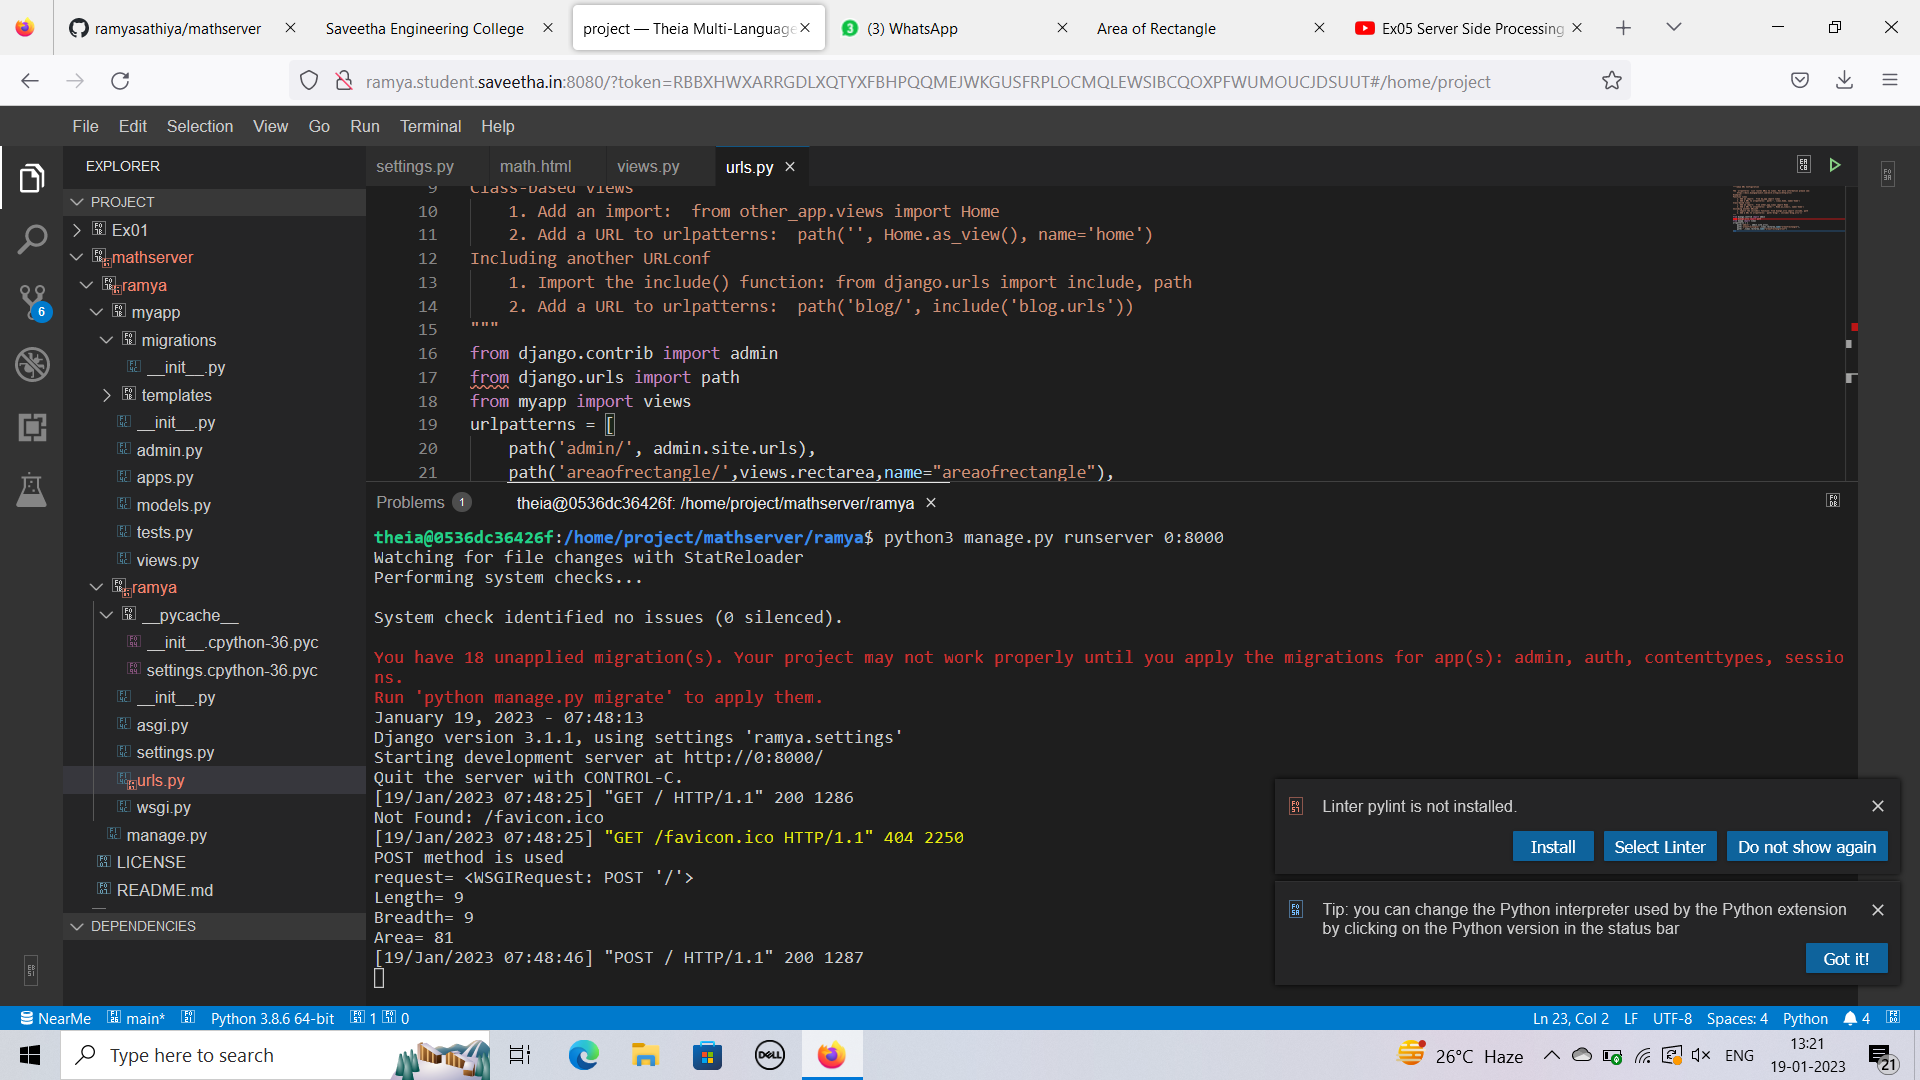 ramyasathiya/mathserver
Saveetha Engineering College
project — Theia Multi-Language
(3) WhatsApp
Area of Rectangle
Ex05 Server Side Processing
ramya.student.saveetha.in:8080/?token=RBBXHWXARRGDLXQTYXFBHPQQMEJWKGUSFRPLOCMQLEWSIBCQOXPFWUMOUCJDSUUT#/home/project
File Edit Selection View Go Run Terminal Help
EXPLORER
PROJECT
Ex01
mathserver
ramya
myapp
migrations
__init__.py
templates
__init__.py
admin.py
apps.py
models.py
tests.py
views.py
ramya
__pycache__
__init__.cpython-36.pyc
settings.cpython-36.pyc
__init__.py
asgi.py
settings.py
urls.py
wsgi.py
manage.py
LICENSE
README.md
DEPENDENCIES
6
settings.py math.html views.py urls.py
9 Class-based views
10 1. Add an import:  from other_app.views import Home
11 2. Add a URL to urlpatterns:  path('', Home.as_view(), name='home')
12 Including another URLconf
13 1. Import the include() function: from django.urls import include, path
14 2. Add a URL to urlpatterns:  path('blog/', include('blog.urls'))
15 """
16 from django.contrib import admin
17 from django.urls import path
18 from myapp import views
19 urlpatterns = [
20 path('admin/', admin.site.urls),
21 path('areaofrectangle/',views.rectarea,name="areaofrectangle"),
Problems 1 theia@0536dc36426f: /home/project/mathserver/ramya
theia@0536dc36426f:/home/project/mathserver/ramya$ python3 manage.py runserver 0:8000
Watching for file changes with StatReloader
Performing system checks...
System check identified no issues (0 silenced).
You have 18 unapplied migration(s). Your project may not work properly until you apply the migrations for app(s): admin, auth, contenttypes, sessio
ns.
Run 'python manage.py migrate' to apply them.
January 19, 2023 - 07:48:13
Django version 3.1.1, using settings 'ramya.settings'
Starting development server at http://0:8000/
Quit the server with CONTROL-C.
[19/Jan/2023 07:48:25] "GET / HTTP/1.1" 200 1286
Not Found: /favicon.ico
[19/Jan/2023 07:48:25] "GET /favicon.ico HTTP/1.1" 404 2250
POST method is used
request= <WSGIRequest: POST '/'>
Length= 9
Breadth= 9
Area= 81
[19/Jan/2023 07:48:46] "POST / HTTP/1.1" 200 1287
Linter pylint is not installed.
Install Select Linter Do not show again
Tip: you can change the Python interpreter used by the Python extension
by clicking on the Python version in the status bar
Got it!
NearMe main* Python 3.8.6 64-bit 1 0
Ln 23, Col 2 LF UTF-8 Spaces: 4 Python 4
Type here to search
DELL
26°C Haze
ENG
13:21
19-01-2023
21